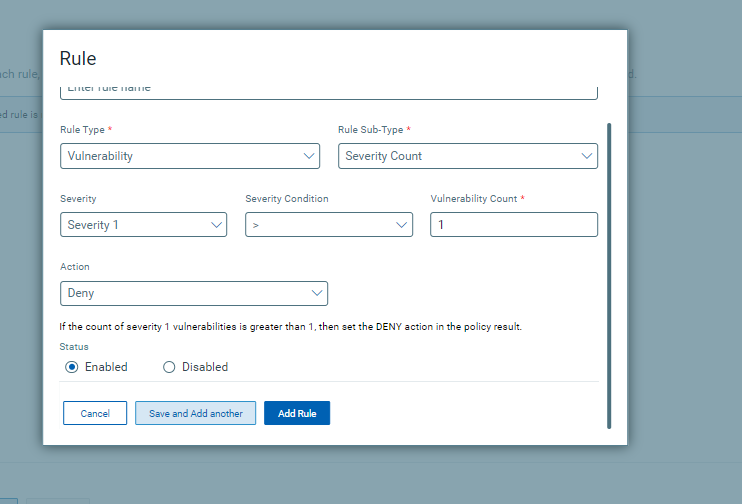 Rule
ach rule,
d.
Enter rule name
ed rule is
Rule Type *
Rule Sub-Type *
Vulnerability
Severity Count
Severity
Severity Condition
Vulnerability Count *
Severity 1
>
1
Action
Deny
If the count of severity 1 vulnerabilities is greater than 1, then set the DENY action in the policy result.
Status
Enabled
Disabled
Cancel
Save and Add another
Add Rule